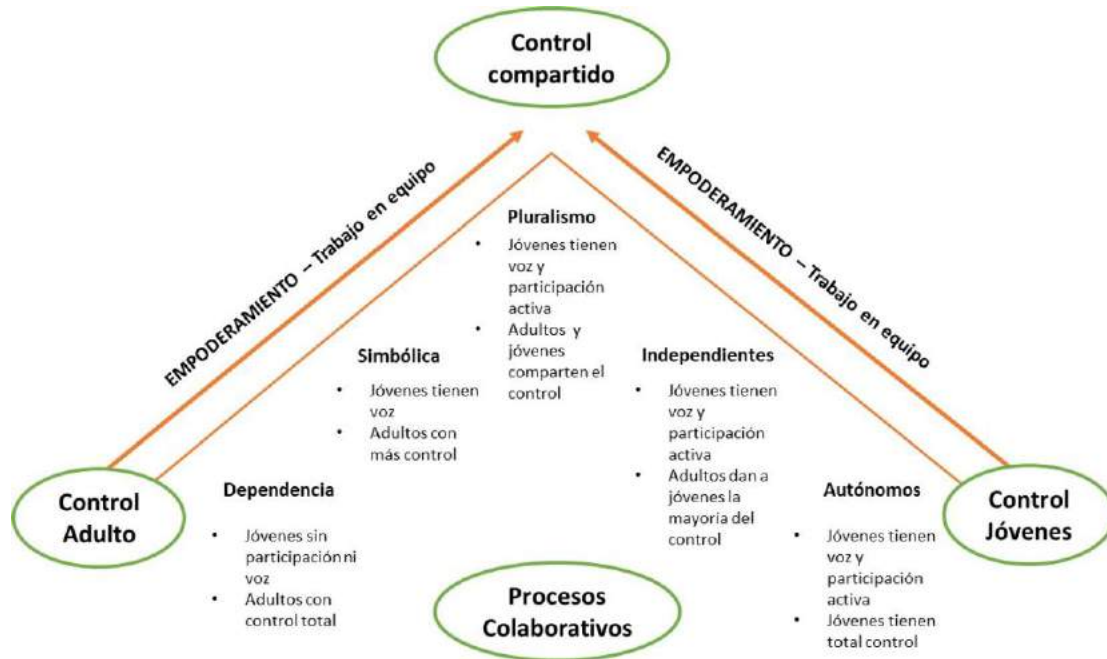 Control
compartido
EMPODERAMIENTO – Trabajo en equipo
EMPODERAMIENTO – Trabajo en equipo
Pluralismo
• Jóvenes tienen
voz y
participación
activa
• Adultos y
jóvenes
comparten el
control
Simbólica
• Jóvenes tienen
voz
• Adultos con
más control
Independientes
• Jóvenes tienen
voz y
participación
activa
• Adultos dan a
jóvenes la
mayoría del
control
Control
Adulto
Dependencia
• Jóvenes sin
participación ni
voz
• Adultos con
control total
Autónomos
• Jóvenes tienen
voz y
participación
activa
• Jóvenes tienen
total control
Control
Jóvenes
Procesos
Colaborativos